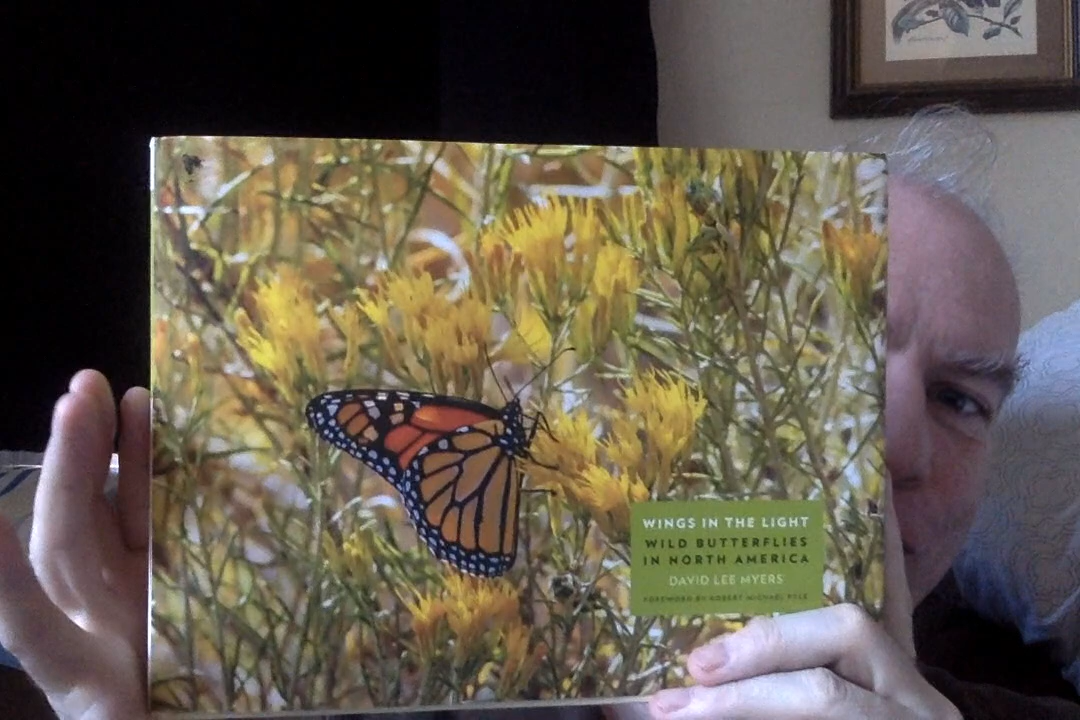 WINGS IN THE LIGHT
WILD BUTTERFLIES
IN NORTH AMERICA
DAVID LEE MYERS
FOREWORD BY ROBERT MICHAEL PYLE